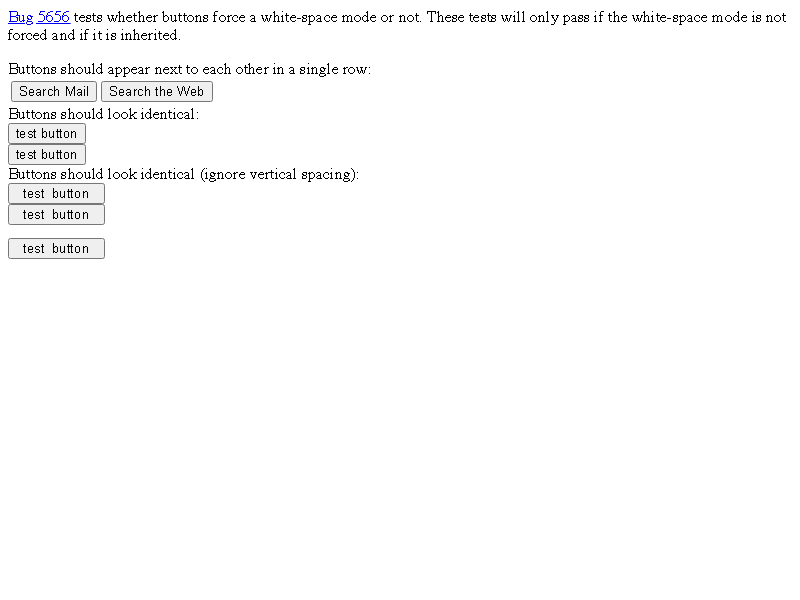 Bug 5656 tests whether buttons force a white-space mode or not. These tests will only pass if the white-space mode is not
forced and if it is inherited.
Buttons should appear next to each other in a single row:
Search Mail Search the Web
Buttons should look identical:
test button
test button
Buttons should look identical (ignore vertical spacing):
test  button
test  button
test  button